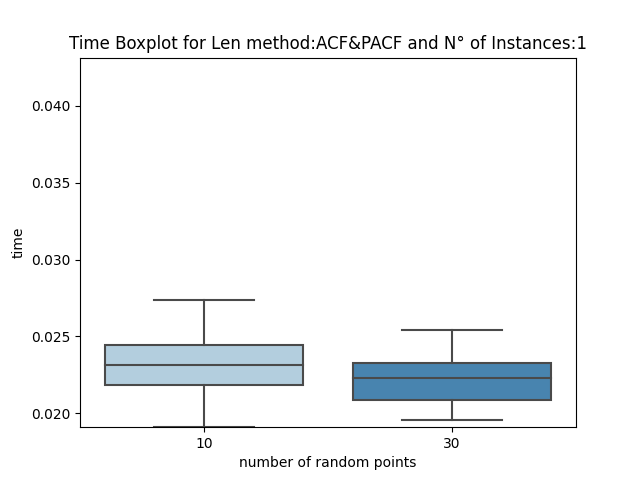 Time Boxplot for Len method:ACF&PACF and N° of Instances:1
0.040
0.035
0.030
0.025
0.020
time
10 30
number of random points